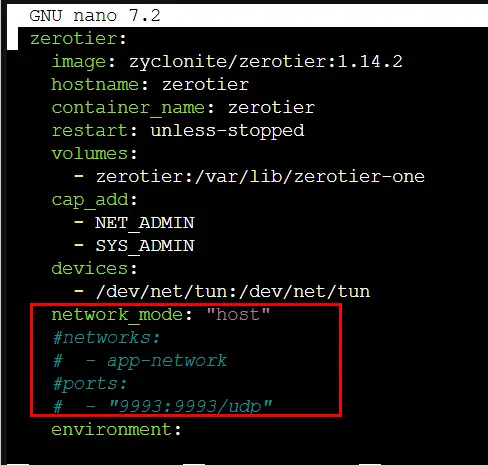 GNU nano 7.2
zerotier:
  image: zyclonite/zerotier:1.14.2
  hostname: zerotier
  container_name: zerotier
  restart: unless-stopped
  volumes:
    - zerotier:/var/lib/zerotier-one
  cap_add:
    - NET_ADMIN
    - SYS_ADMIN
  devices:
    - /dev/net/tun:/dev/net/tun
  network_mode: "host"
  #networks:
  #  - app-network
  #ports:
  #  - "9993:9993/udp"
  environment: